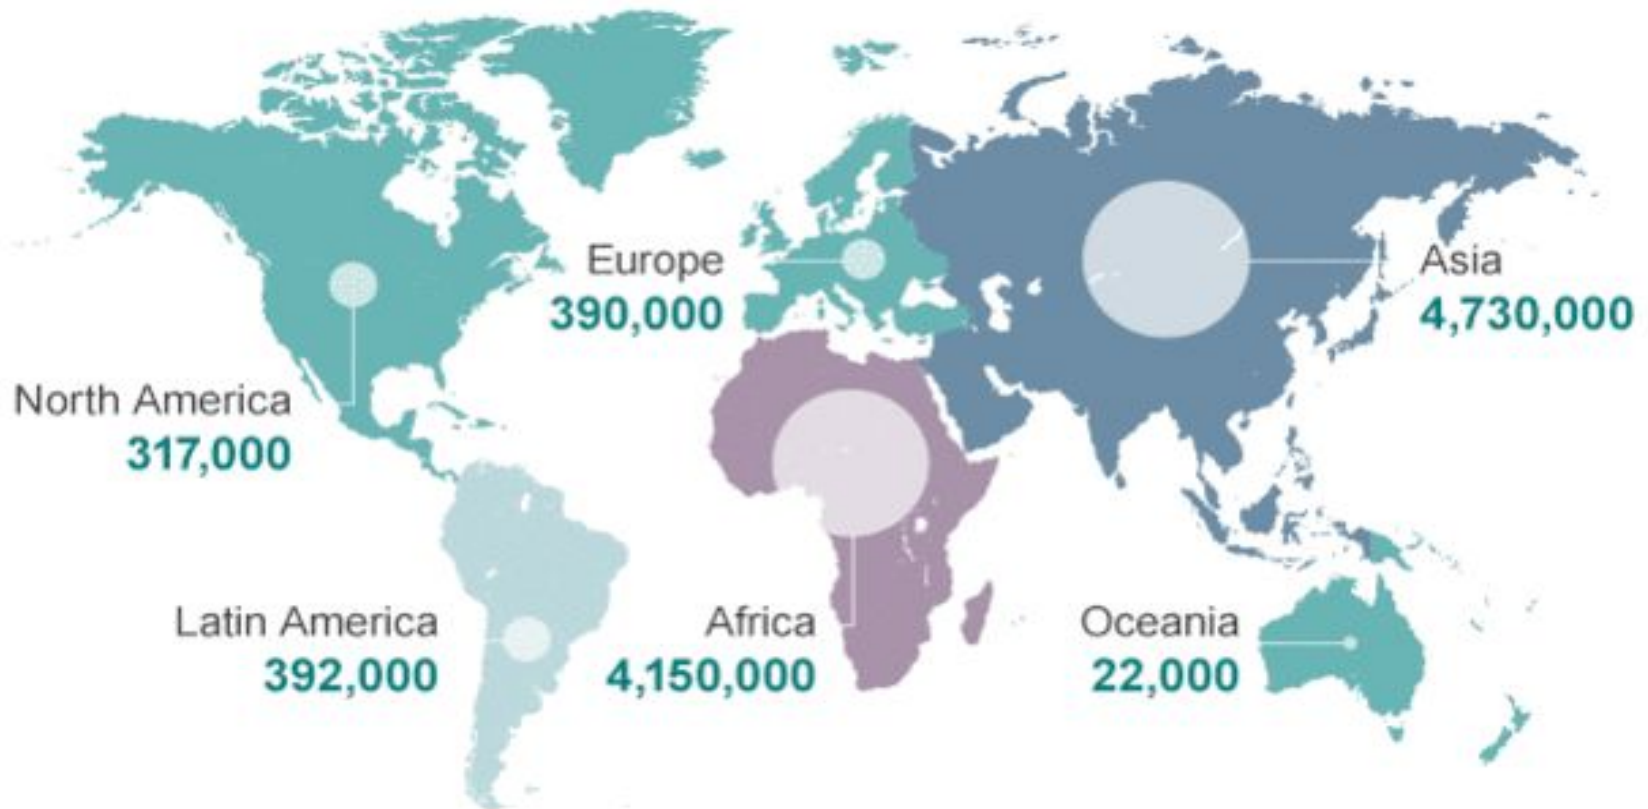 Europe
390,000
Asia
4,730,000
North America
317,000
Latin America
392,000
Africa
4,150,000
Oceania
22,000